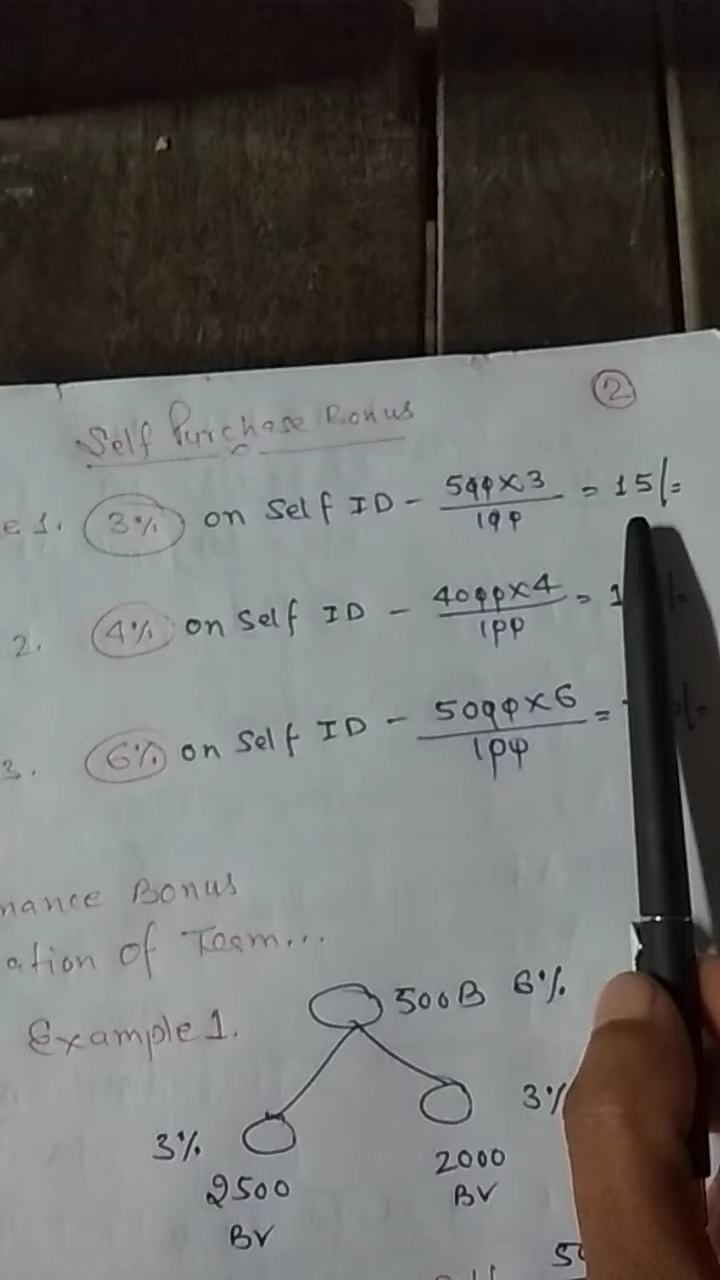 2
Self Purchase Bonus
e 1. 3% on Self ID - 500×3 / 100 = 15/=
2. 4% on Self ID - 4000×4 / 100 = 1
3. 6% on Self ID - 5000×6 / 100 =
mance Bonus
ation of Team...
Example 1.
500B 6%
3%
3%
2500
BV
2000
BV